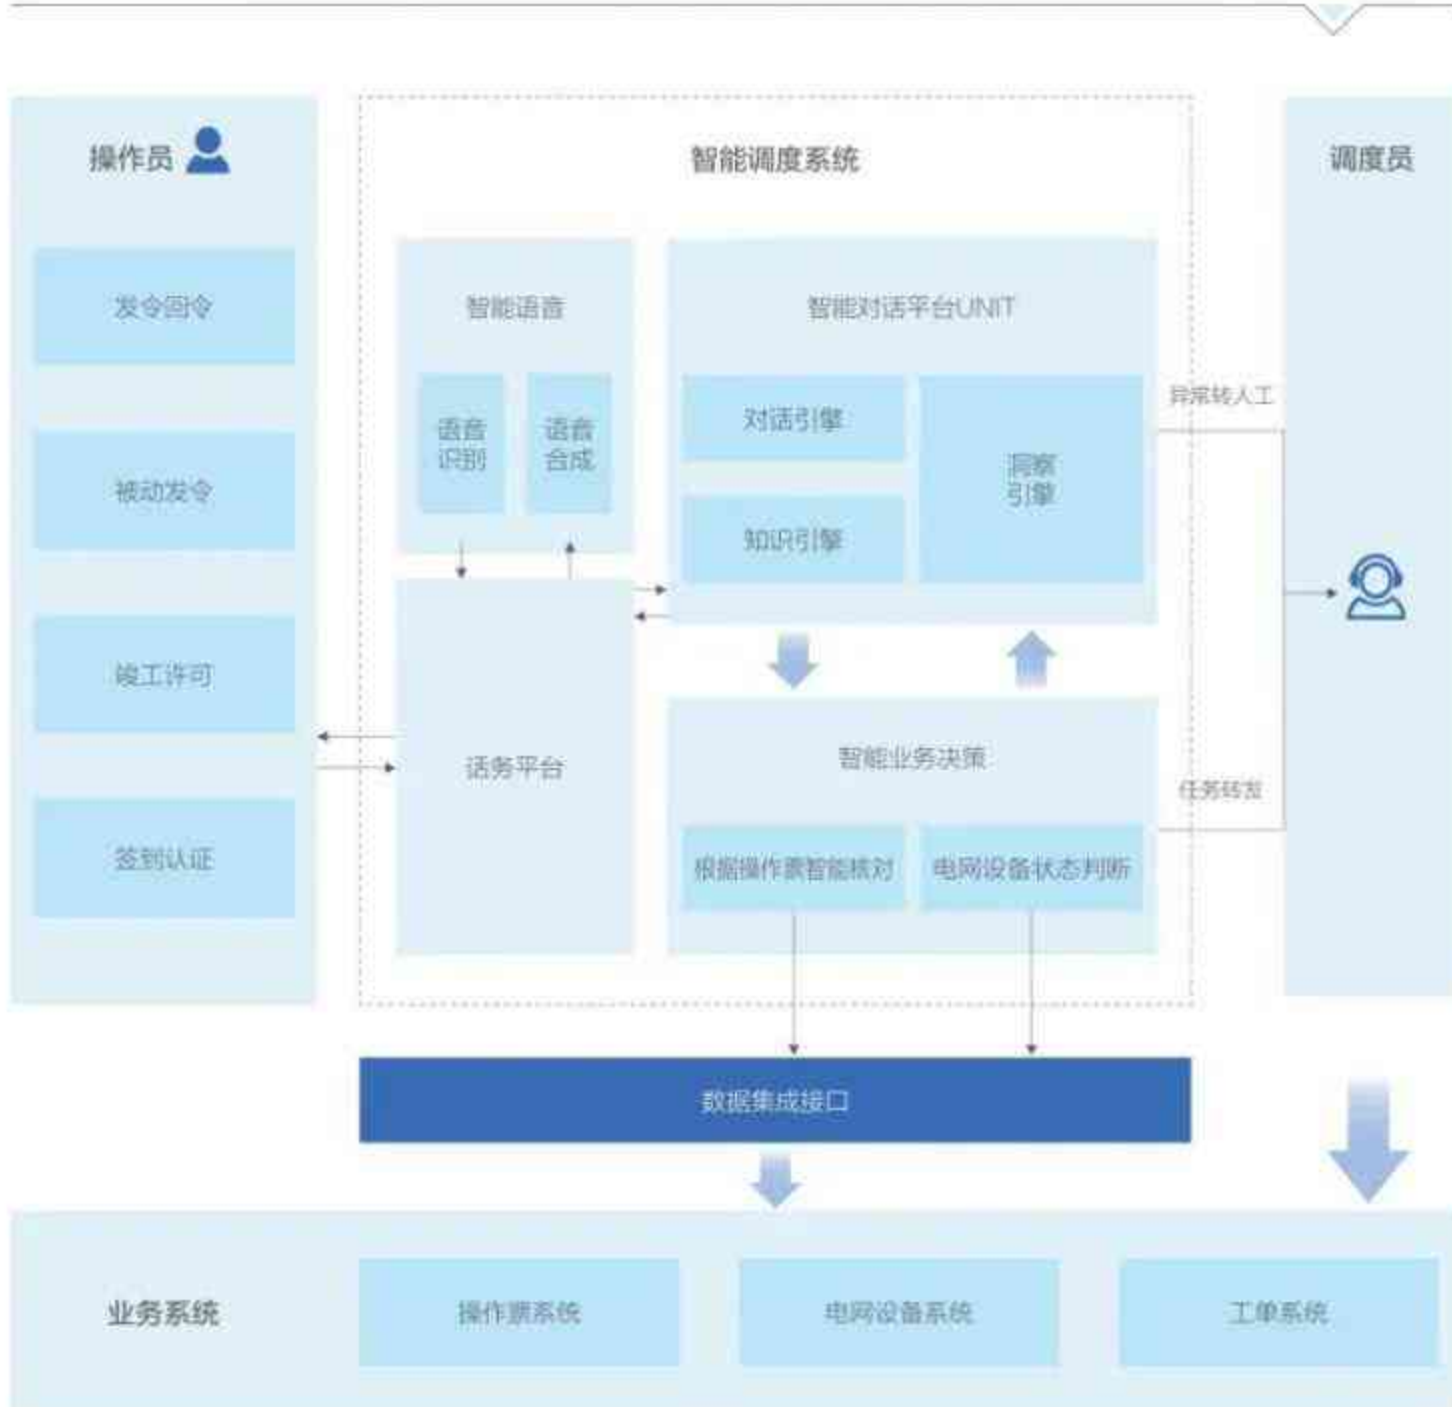 操作员
发令回令
被动发令
竣工许可
签到认证
智能调度系统
智能语音
语音
识别
语音
合成
话务平台
智能对话平台UNIT
对话引擎
知识引擎
洞察
引擎
智能业务决策
根据操作票智能核对
电网设备状态判断
异常转人工
任务转发
调度员
数据集成接口
业务系统
操作票系统
电网设备系统
工单系统